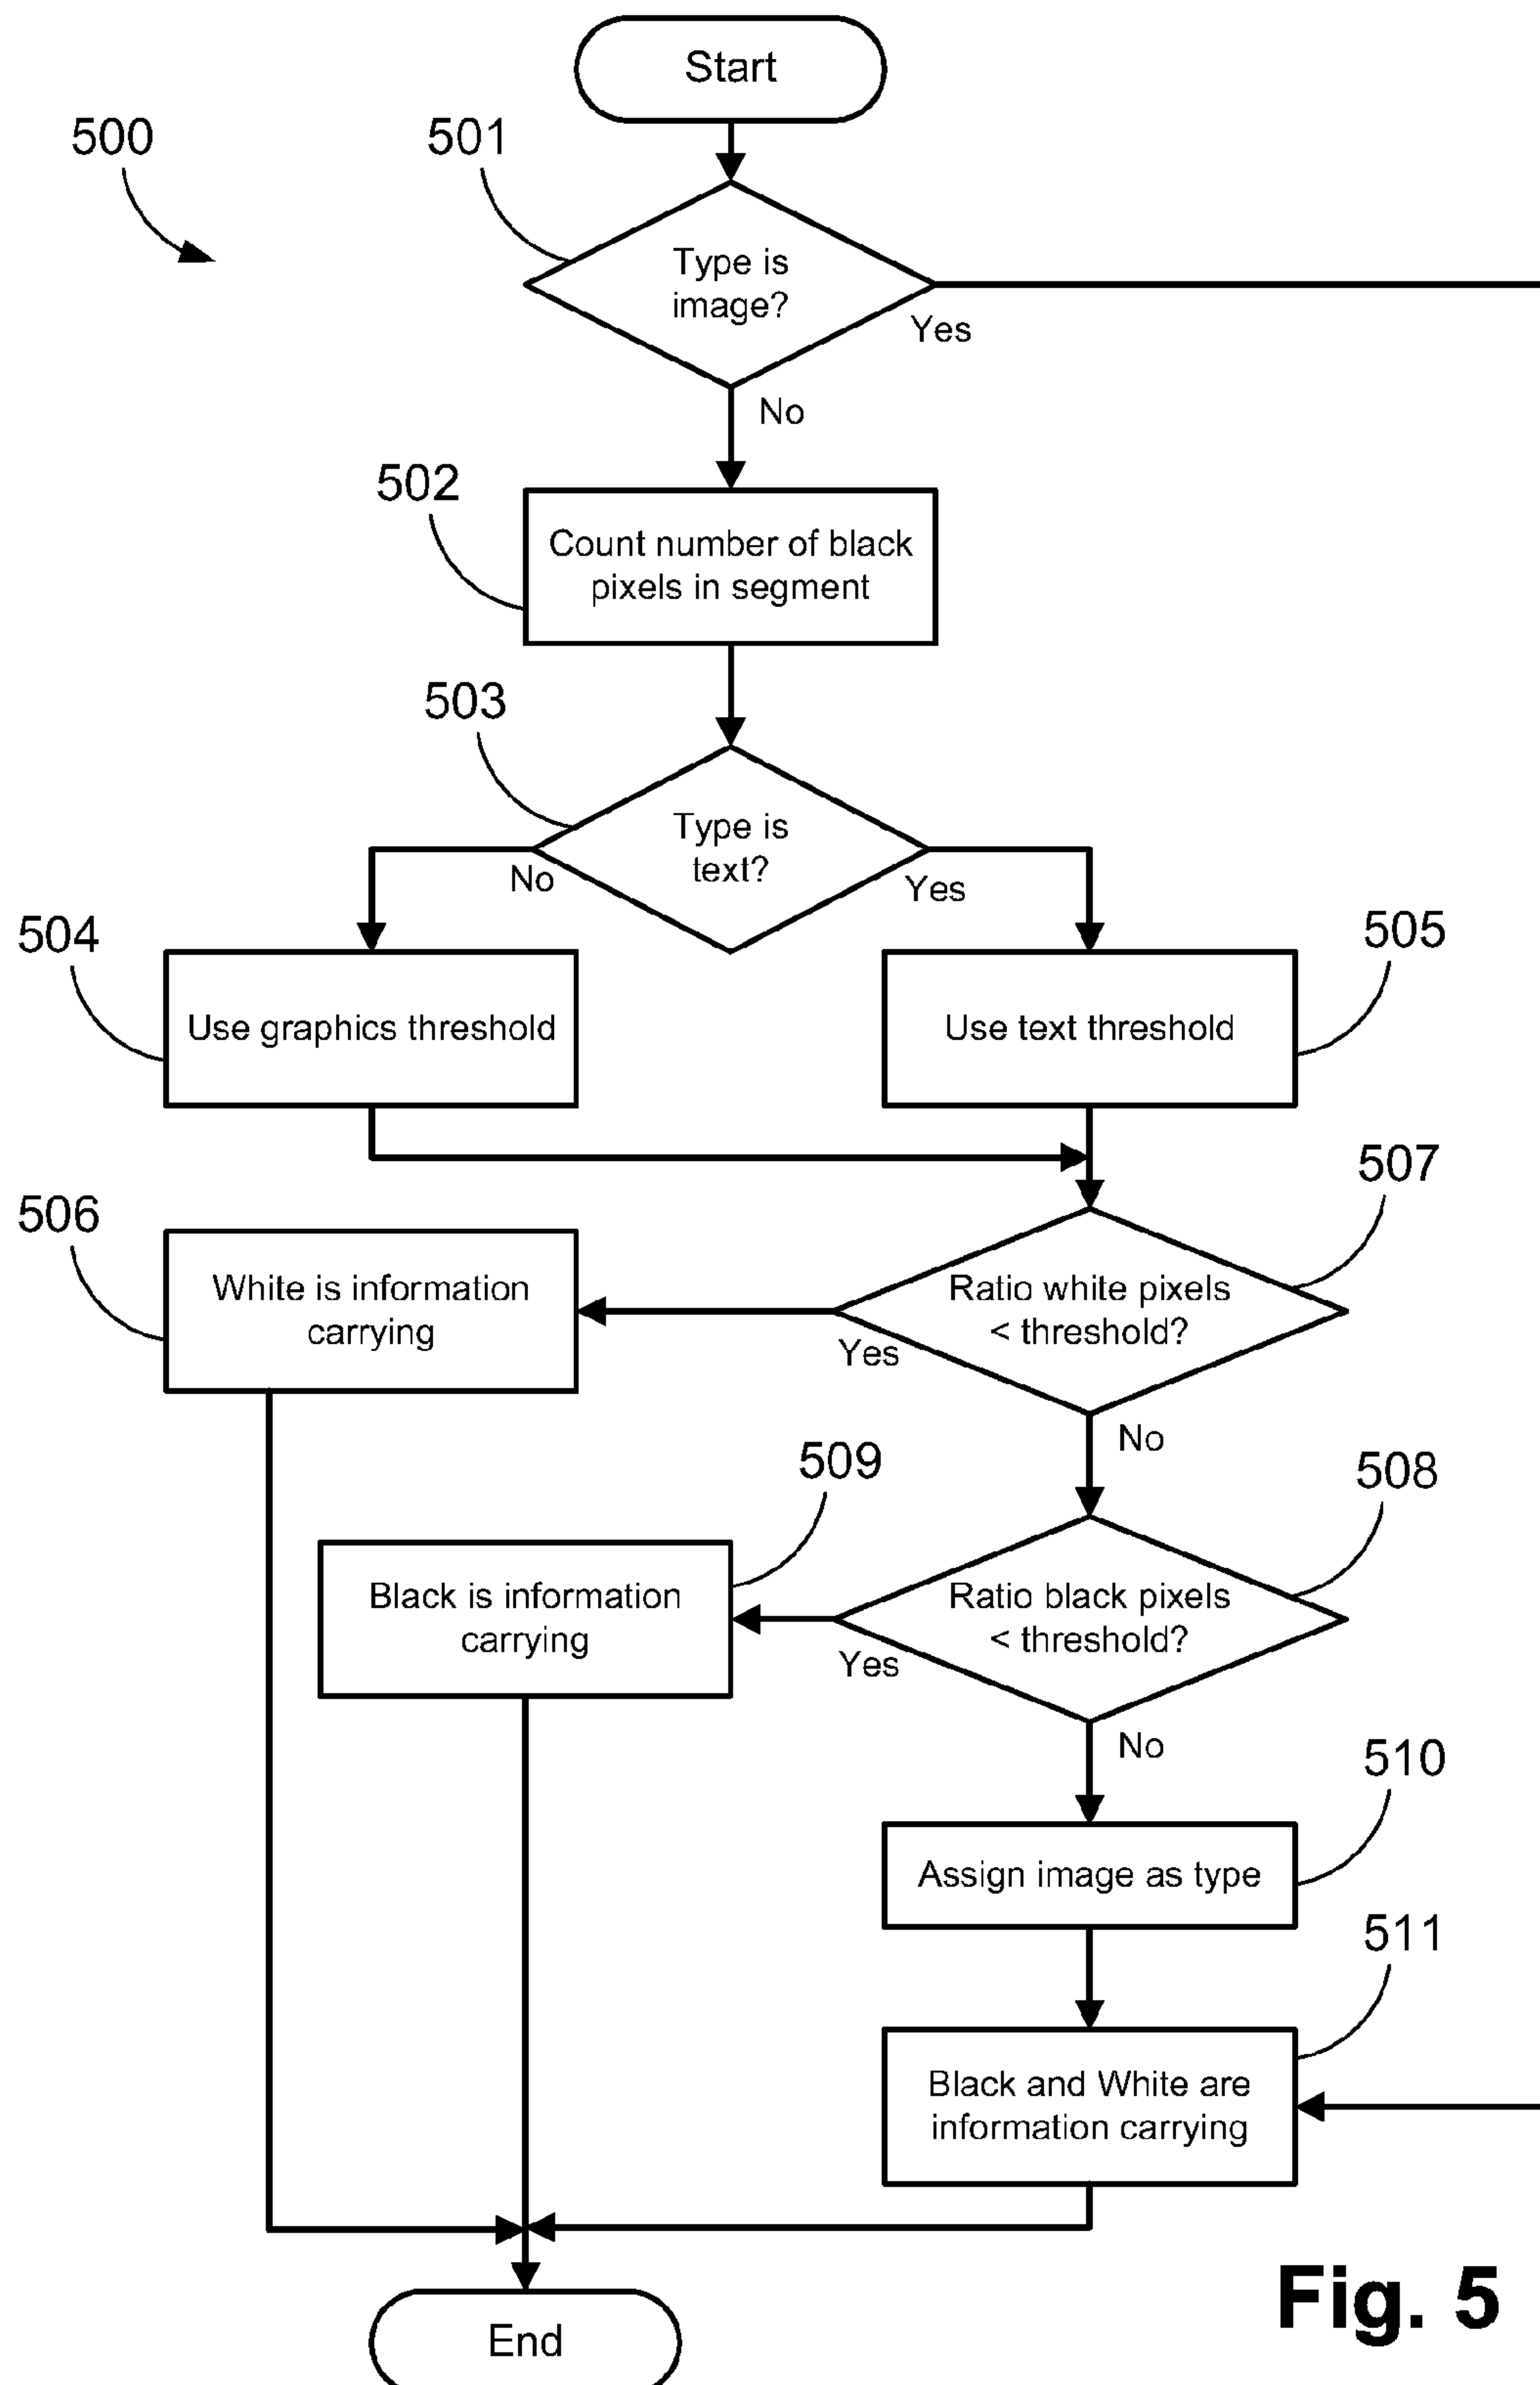 Start
500
501
Type is
image?
Yes
No
502
Count number of black
pixels in segment
503
Type is
text?
No
Yes
504
505
Use graphics threshold
Use text threshold
507
506
White is information
carrying
Ratio white pixels
< threshold?
Yes
No
509
508
Black is information
carrying
Ratio black pixels
< threshold?
Yes
No
510
Assign image as type
511
Black and White are
information carrying
Fig. 5
End